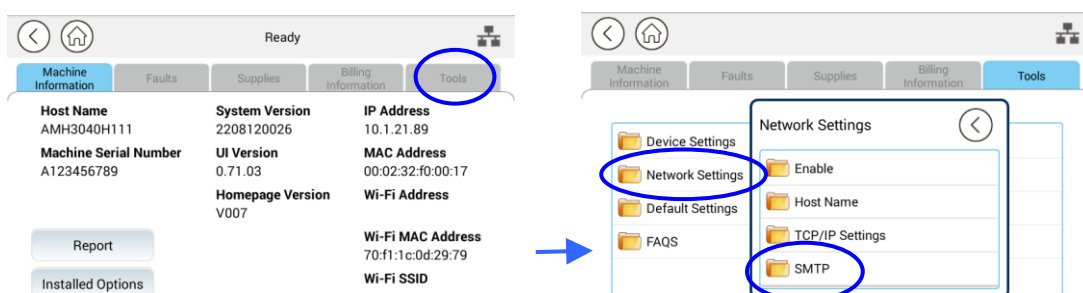 Ready
Machine Information
Faults
Supplies
Billing Information
Tools
Host Name
AMH3040H111
Machine Serial Number
A123456789
System Version
2208120026
UI Version
0.71.03
Homepage Version
V007
IP Address
10.1.21.89
MAC Address
00:02:32:f0:00:17
Wi-Fi Address
Wi-Fi MAC Address
70:f1:1c:0d:29:79
Wi-Fi SSID
Report
Installed Options
Machine Information
Faults
Supplies
Billing Information
Tools
Device Settings
Network Settings
Default Settings
FAQS
Network Settings
Enable
Host Name
TCP/IP Settings
SMTP